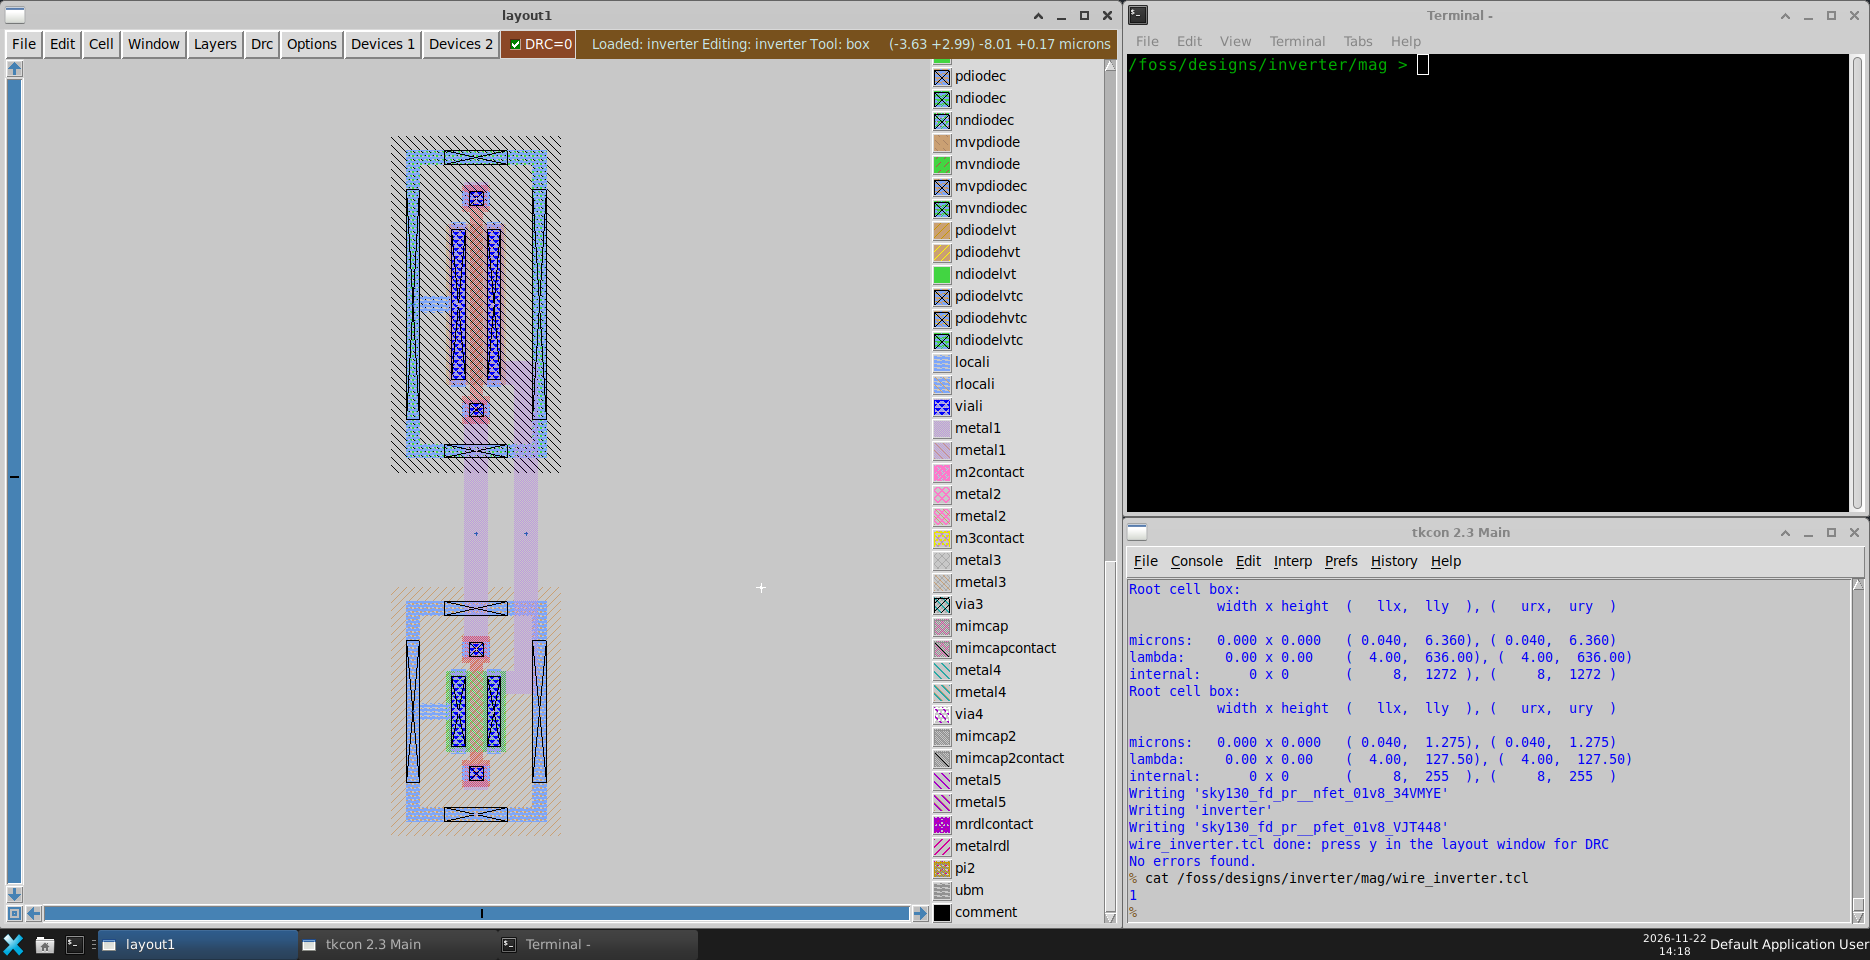 layout1
File Edit Cell Window Layers Drc Options Devices 1 Devices 2 DRC=0 Loaded: inverter Editing: inverter Tool: box (-3.63 +2.99) -8.01 +0.17 microns
pdiodec
ndiodec
nndiodec
mvpdiode
mvndiode
mvpdiodec
mvndiodec
pdiodelvt
pdiodehvt
ndiodelvt
pdiodelvtc
pdiodehvtc
ndiodelvtc
locali
rlocali
viali
metal1
rmetal1
m2contact
metal2
rmetal2
m3contact
metal3
rmetal3
via3
mimcap
mimcapcontact
metal4
rmetal4
via4
mimcap2
mimcap2contact
metal5
rmetal5
mrdlcontact
metalrdl
pi2
ubm
comment
Terminal -
File Edit View Terminal Tabs Help
/foss/designs/inverter/mag >
tkcon 2.3 Main
File Console Edit Interp Prefs History Help
Root cell box:
width x height ( llx, lly ), ( urx, ury )
microns: 0.000 x 0.000 ( 0.040, 6.360), ( 0.040, 6.360)
lambda: 0.00 x 0.00 ( 4.00, 636.00), ( 4.00, 636.00)
internal: 0 x 0 ( 8, 1272 ), ( 8, 1272 )
Root cell box:
width x height ( llx, lly ), ( urx, ury )
microns: 0.000 x 0.000 ( 0.040, 1.275), ( 0.040, 1.275)
lambda: 0.00 x 0.00 ( 4.00, 127.50), ( 4.00, 127.50)
internal: 0 x 0 ( 8, 255 ), ( 8, 255 )
Writing 'sky130_fd_pr__nfet_01v8_34VMYE'
Writing 'inverter'
Writing 'sky130_fd_pr__pfet_01v8_VJT448'
wire_inverter.tcl done: press y in the layout window for DRC
No errors found.
% cat /foss/designs/inverter/mag/wire_inverter.tcl
1
%
layout1
tkcon 2.3 Main
Terminal -
2026-11-22
14:18
Default Application User